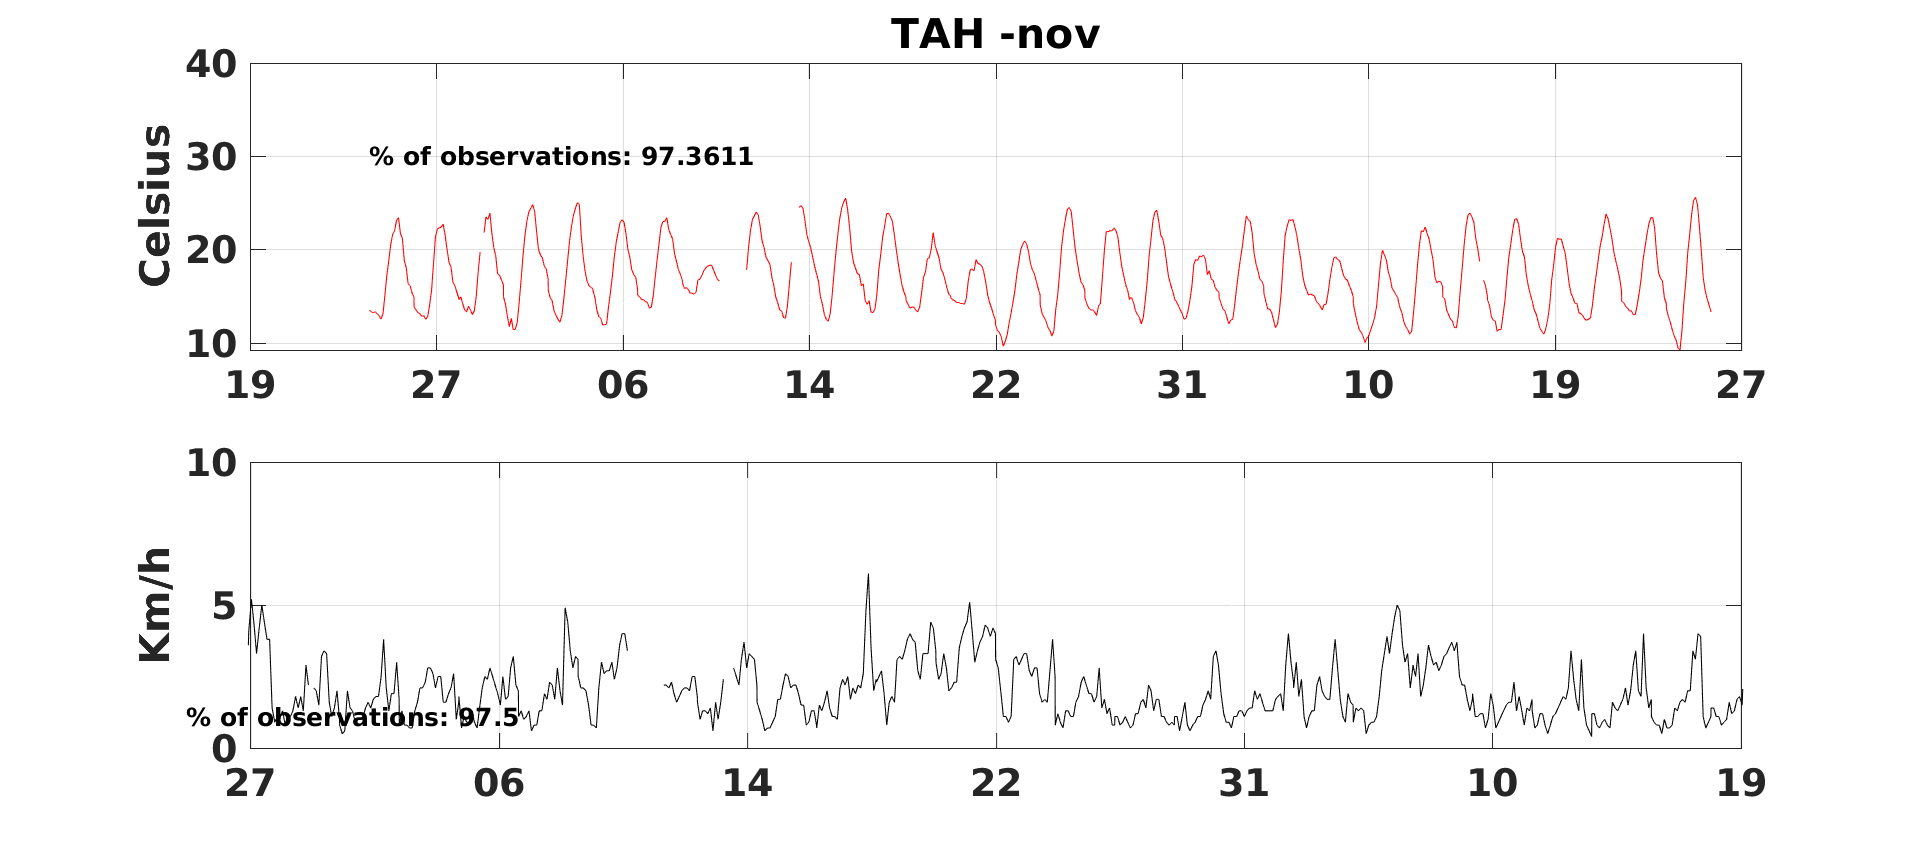 TAH -nov
40
30
20
10
Celsius
% of observations: 97.3611
19 27 06 14 22 31 10 19 27
10
5
0
Km/h
% of observations: 97.5
27 06 14 22 31 10 19